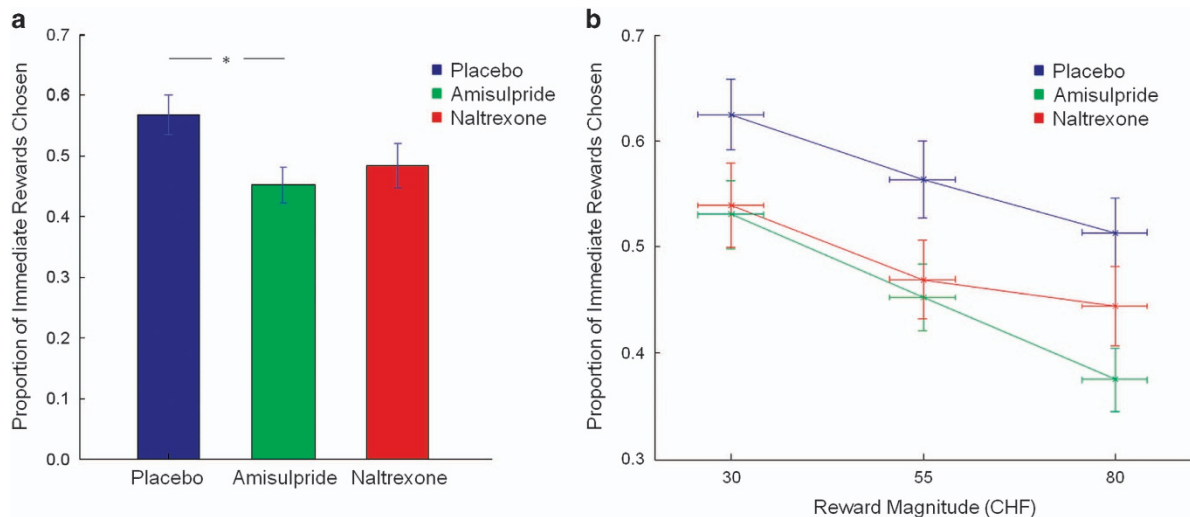 a
0.7
0.6
0.5
0.4
0.3
0.2
0.1
0.0
Proportion of Immediate Rewards Chosen
*
Placebo
Amisulpride
Naltrexone
Placebo Amisulpride Naltrexone
b
0.7
0.6
0.5
0.4
0.3
Proportion of Immediate Rewards Chosen
Placebo
Amisulpride
Naltrexone
30 55 80
Reward Magnitude (CHF)